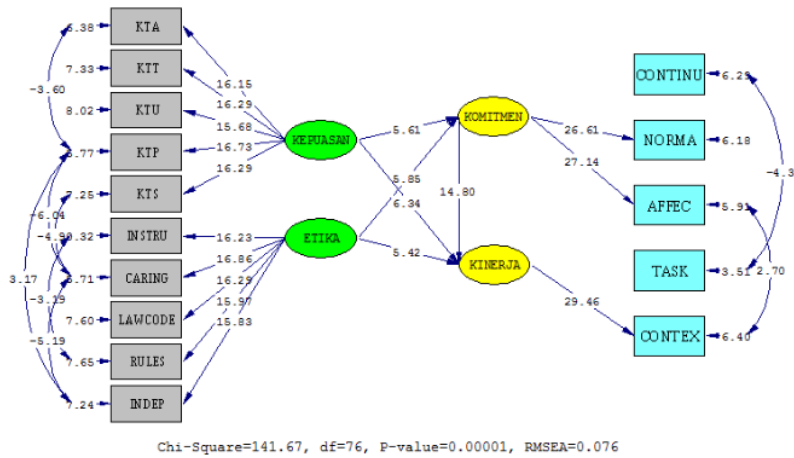 6.38 KTA
7.33 KTT
8.02 KTU
KTP
7.25 KTS
INSTRU
CARING
7.60 LAWCODE
7.65 RULES
7.24 INDEP
-3.60
-6.04
3.17
-3.19
-5.19
16.15
16.29
15.68
16.73
16.29
16.23
16.86
16.29
15.97
15.83
KEPUASAN
ETIKA
5.61
5.85
6.34
5.42
KOMITMEN
14.80
KINERJA
26.61
27.14
29.46
CONTINU 6.29
NORMA 6.18
AFFEC 5.91
TASK 3.51
CONTEX 6.40
2.70
Chi-Square=141.67, df=76, P-value=0.00001, RMSEA=0.076